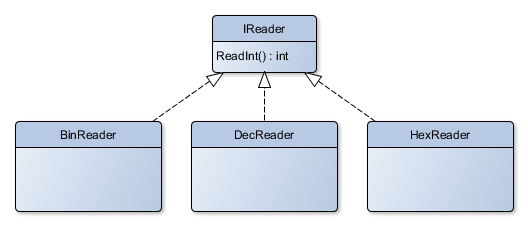 IReader
ReadInt() : int
BinReader
DecReader
HexReader